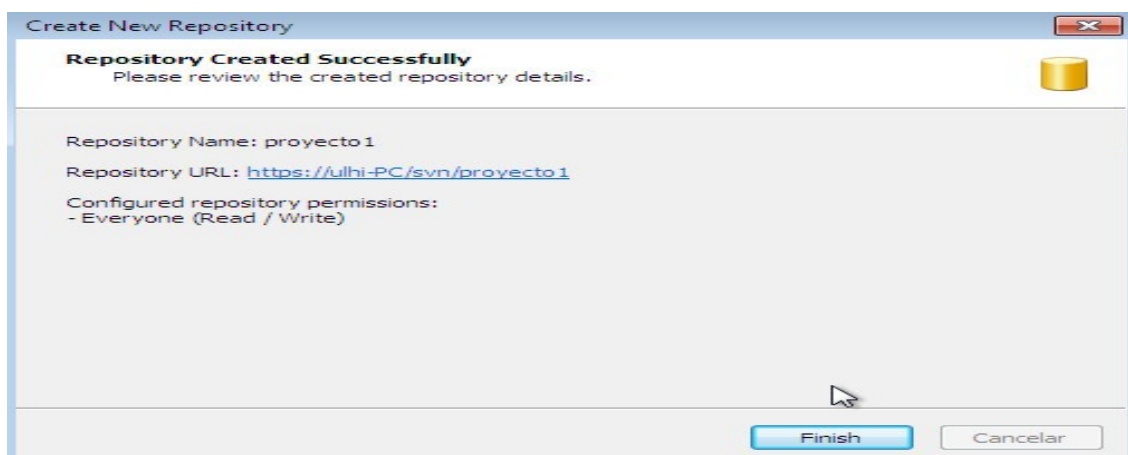 Create New Repository
Repository Created Successfully
Please review the created repository details.
Repository Name: proyecto1
Repository URL: https://ulhi-PC/svn/proyecto1
Configured repository permissions:
- Everyone (Read / Write)
Finish
Cancelar